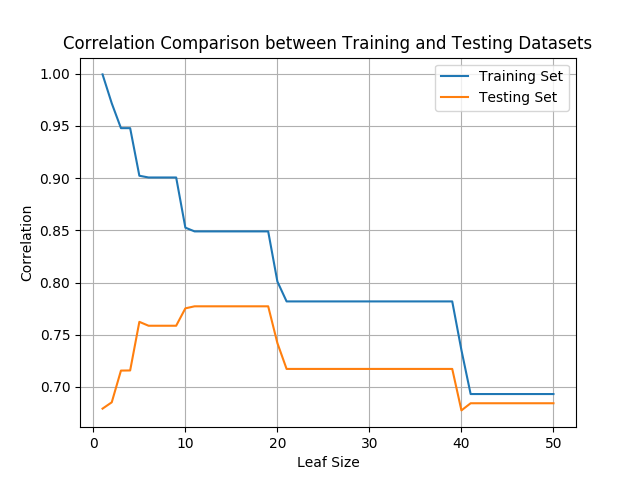 Correlation Comparison between Training and Testing Datasets
Training Set
Testing Set
1.00
0.95
0.90
0.85
0.80
0.75
0.70
Correlation
0 10 20 30 40 50
Leaf Size